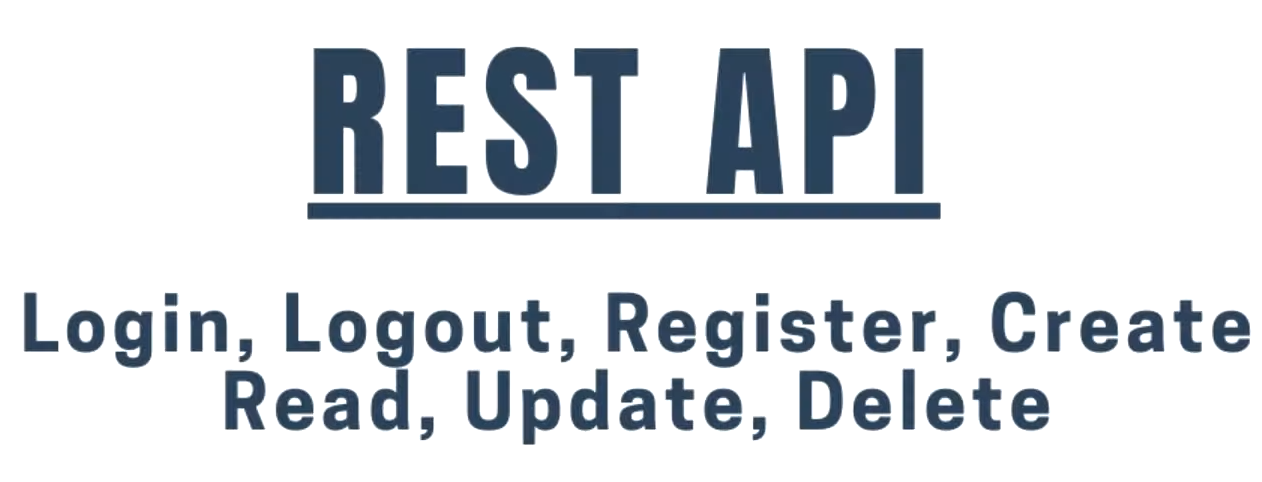 REST API
Login, Logout, Register, Create
Read, Update, Delete